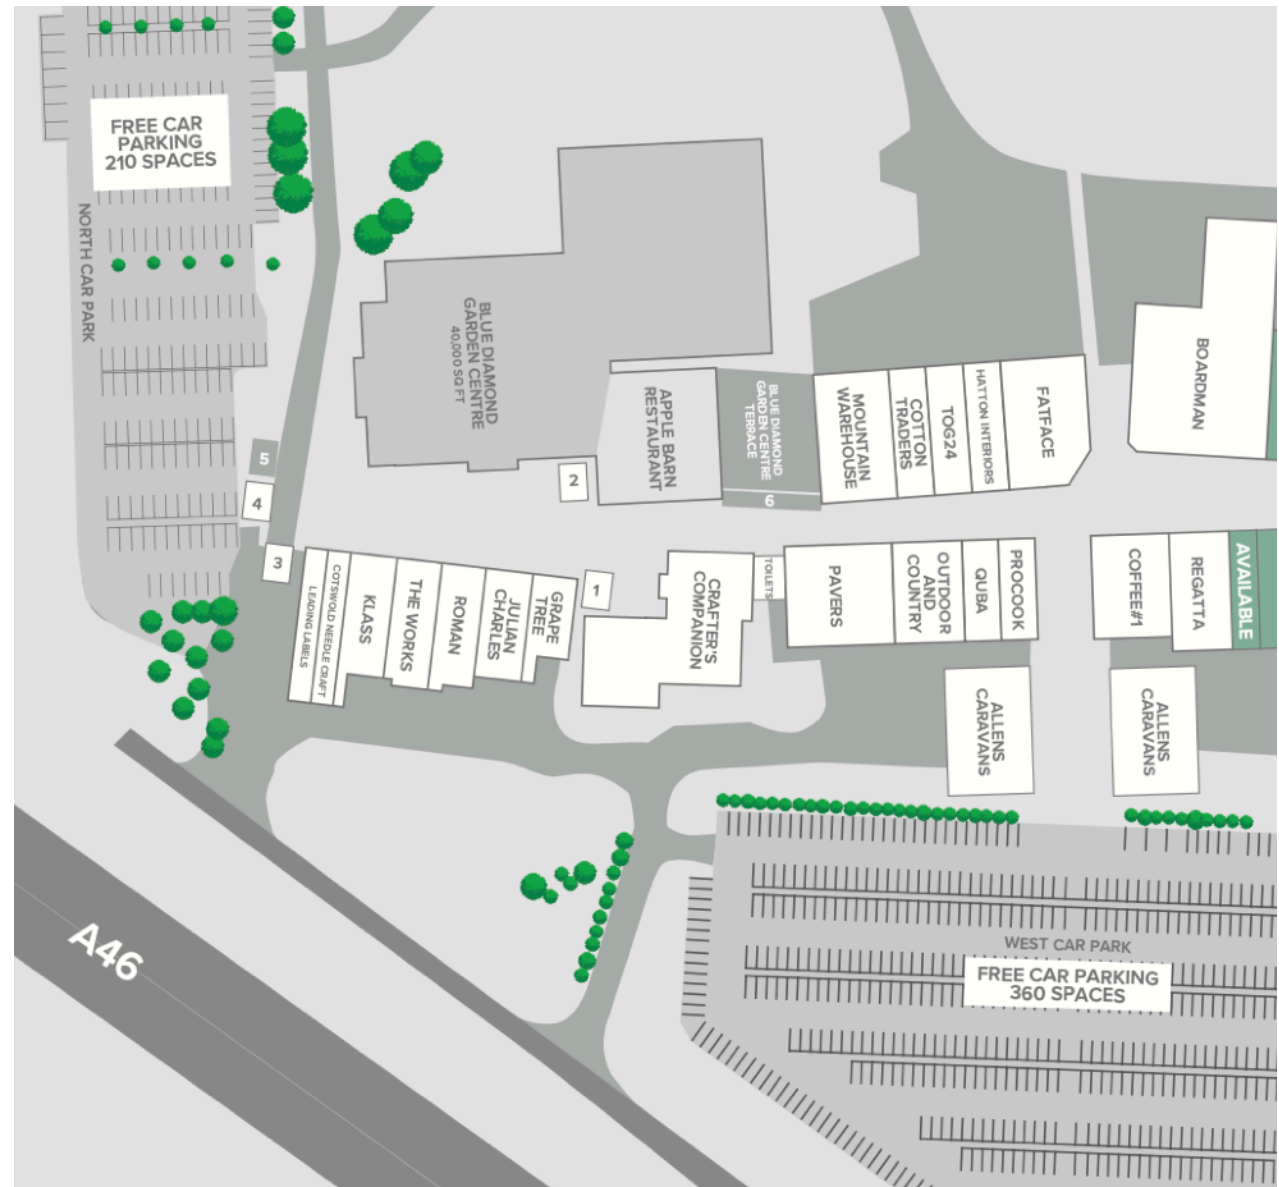 FREE CAR
PARKING
210 SPACES
NORTH CAR PARK
BLUE DIAMOND
GARDEN CENTRE
40,000 SQ FT
APPLE BARN
RESTAURANT
BLUE DIAMOND
GARDEN CENTRE
TERRACE
6
MOUNTAIN
WAREHOUSE
COTTON
TRADERS
TOG24
HATTON INTERIORS
FATFACE
BOARDMAN
5
4
3
2
1
LEADING LABELS
COTSWOLD NEEDLE CRAFT
KLASS
THE WORKS
ROMAN
JULIAN
CHARLES
GRAPE
TREE
CRAFTER'S
COMPANION
TOILETS
PAVERS
OUTDOOR
AND
COUNTRY
QUBA
PROCOOK
COFFEE#1
REGATTA
AVAILABLE
ALLENS
CARAVANS
ALLENS
CARAVANS
A46
WEST CAR PARK
FREE CAR PARKING
360 SPACES